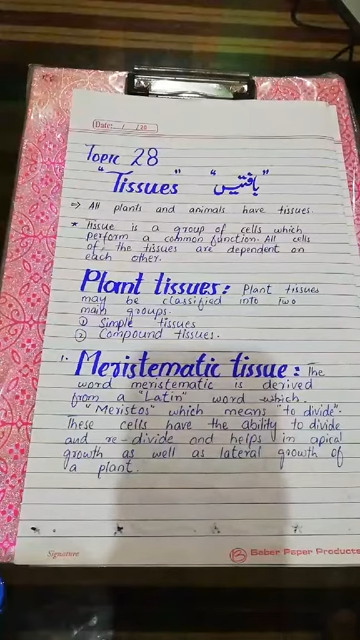 Date: / /20
Topic 28
"Tissues" "بافتیں"
⇒ All plants and animals have tissues.
* Tissue is a group of cells which
perform a common function. All cells
of the tissues are dependent on
each other.
Plant tissues: Plant tissues
may be classified into two
main groups.
① Simple tissues
② Compound tissues.
1. Meristematic tissue: The
word meristematic is derived
from a "Latin" word which.
"Meristos" which means "to divide".
These cells have the ability to divide
and re-divide and helps in apical
growth as well as lateral growth of
a plant.
Signature
Baber Paper Products